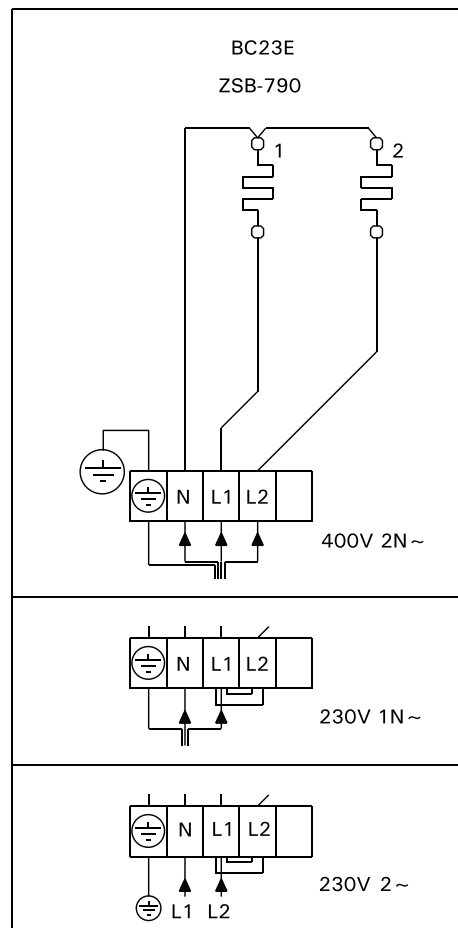 BC23E
ZSB-790
1 2
N L1 L2
400V 2N~
N L1 L2
230V 1N~
N L1 L2
230V 2~
L1 L2